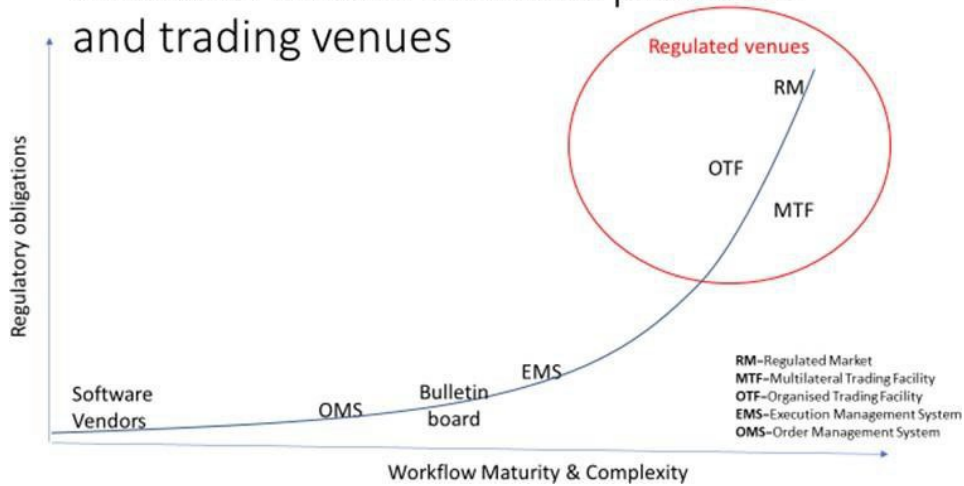 and trading venues
Regulated venues
RM
OTF
MTF
Regulatory obligations
EMS
Software
Vendors
OMS
Bulletin
board
RM–Regulated Market
MTF–Multilateral Trading Facility
OTF–Organised Trading Facility
EMS–Execution Management System
OMS–Order Management System
Workflow Maturity & Complexity